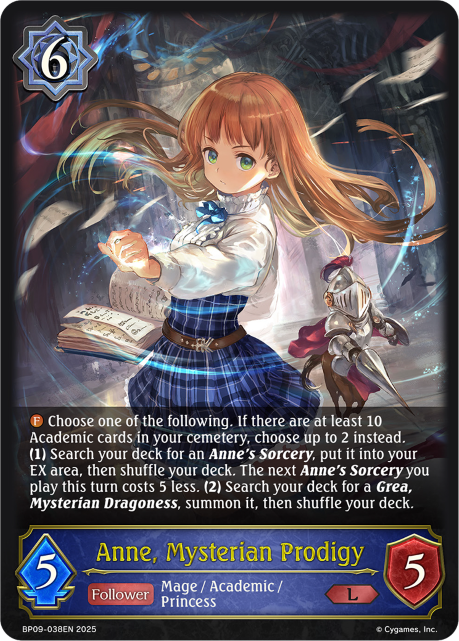 6
F Choose one of the following. If there are at least 10
Academic cards in your cemetery, choose up to 2 instead.
(1) Search your deck for an Anne's Sorcery, put it into your
EX area, then shuffle your deck. The next Anne's Sorcery you
play this turn costs 5 less. (2) Search your deck for a Grea,
Mysterian Dragoness, summon it, then shuffle your deck.
Anne, Mysterian Prodigy
5
Follower
Mage / Academic /
Princess
L
5
BP09-038EN 2025
© Cygames, Inc.